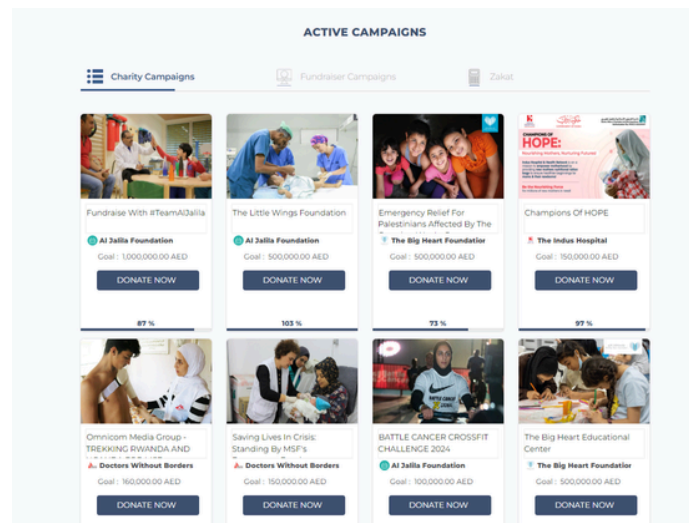 ACTIVE CAMPAIGNS
Charity Campaigns
Fundraiser Campaigns
Zakat
CHAMPIONS OF
HOPE:
Nourishing Mothers, Nurturing Futures!
Fundraise With #TeamAlJalila
The Little Wings Foundation
Emergency Relief For
Palestinians Affected By The
Champions Of HOPE
Al Jalila Foundation
Al Jalila Foundation
The Big Heart Foundation
The Indus Hospital
Goal : 1,000,000.00 AED
Goal : 500,000.00 AED
Goal : 500,000.00 AED
Goal : 150,000.00 AED
DONATE NOW
DONATE NOW
DONATE NOW
DONATE NOW
87 %
103 %
73 %
97 %
BATTLE CANCER
Omnicom Media Group -
TREKKING RWANDA AND
Saving Lives In Crisis:
Standing By MSF's
BATTLE CANCER CROSSFIT
CHALLENGE 2024
The Big Heart Educational
Center
Doctors Without Borders
Doctors Without Borders
Al Jalila Foundation
The Big Heart Foundation
Goal : 160,000.00 AED
Goal : 150,000.00 AED
Goal : 100,000.00 AED
Goal : 500,000.00 AED
DONATE NOW
DONATE NOW
DONATE NOW
DONATE NOW